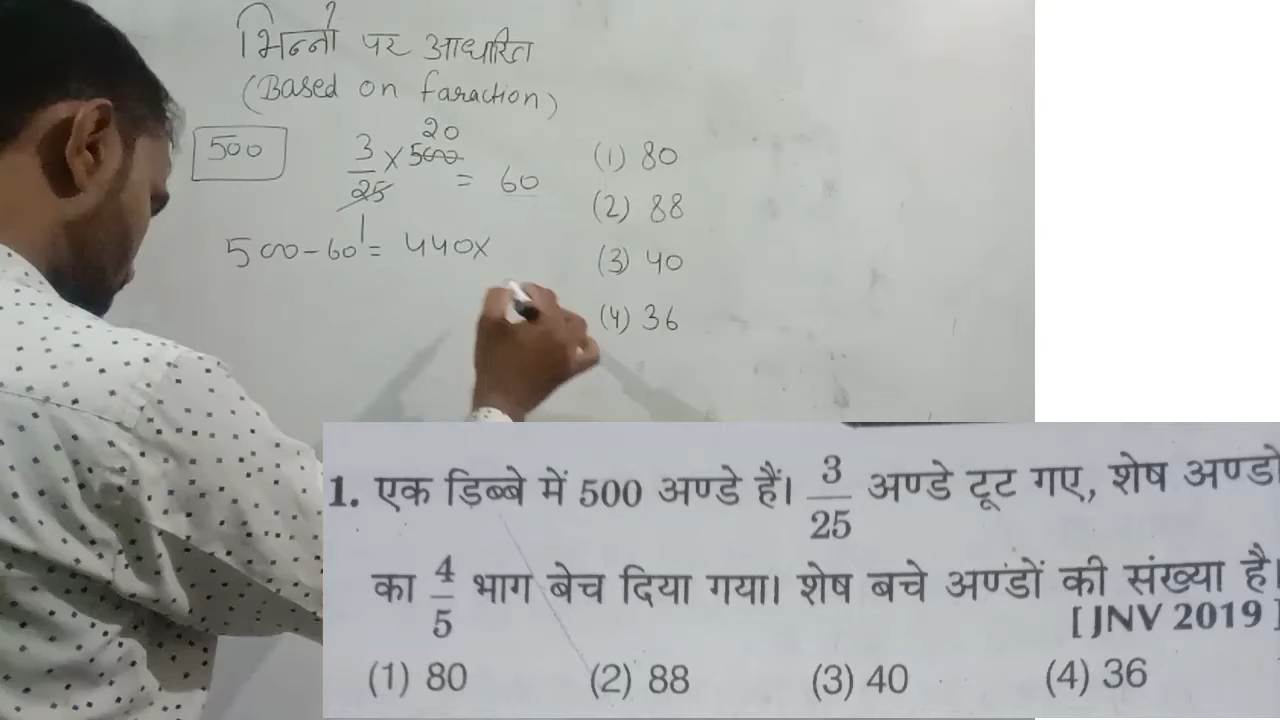 भिन्नो पर आधारित
(Based on faraction)
500
3/25 × 500 20 = 60
1
500 - 60 = 440 ×
(1) 80
(2) 88
(3) 40
(4) 36
1. एक डिब्बे में 500 अण्डे हैं। 3/25 अण्डे टूट गए, शेष अण्डो
का 4/5 भाग बेच दिया गया। शेष बचे अण्डों की संख्या है।
[JNV 2019]
(1) 80 (2) 88 (3) 40 (4) 36